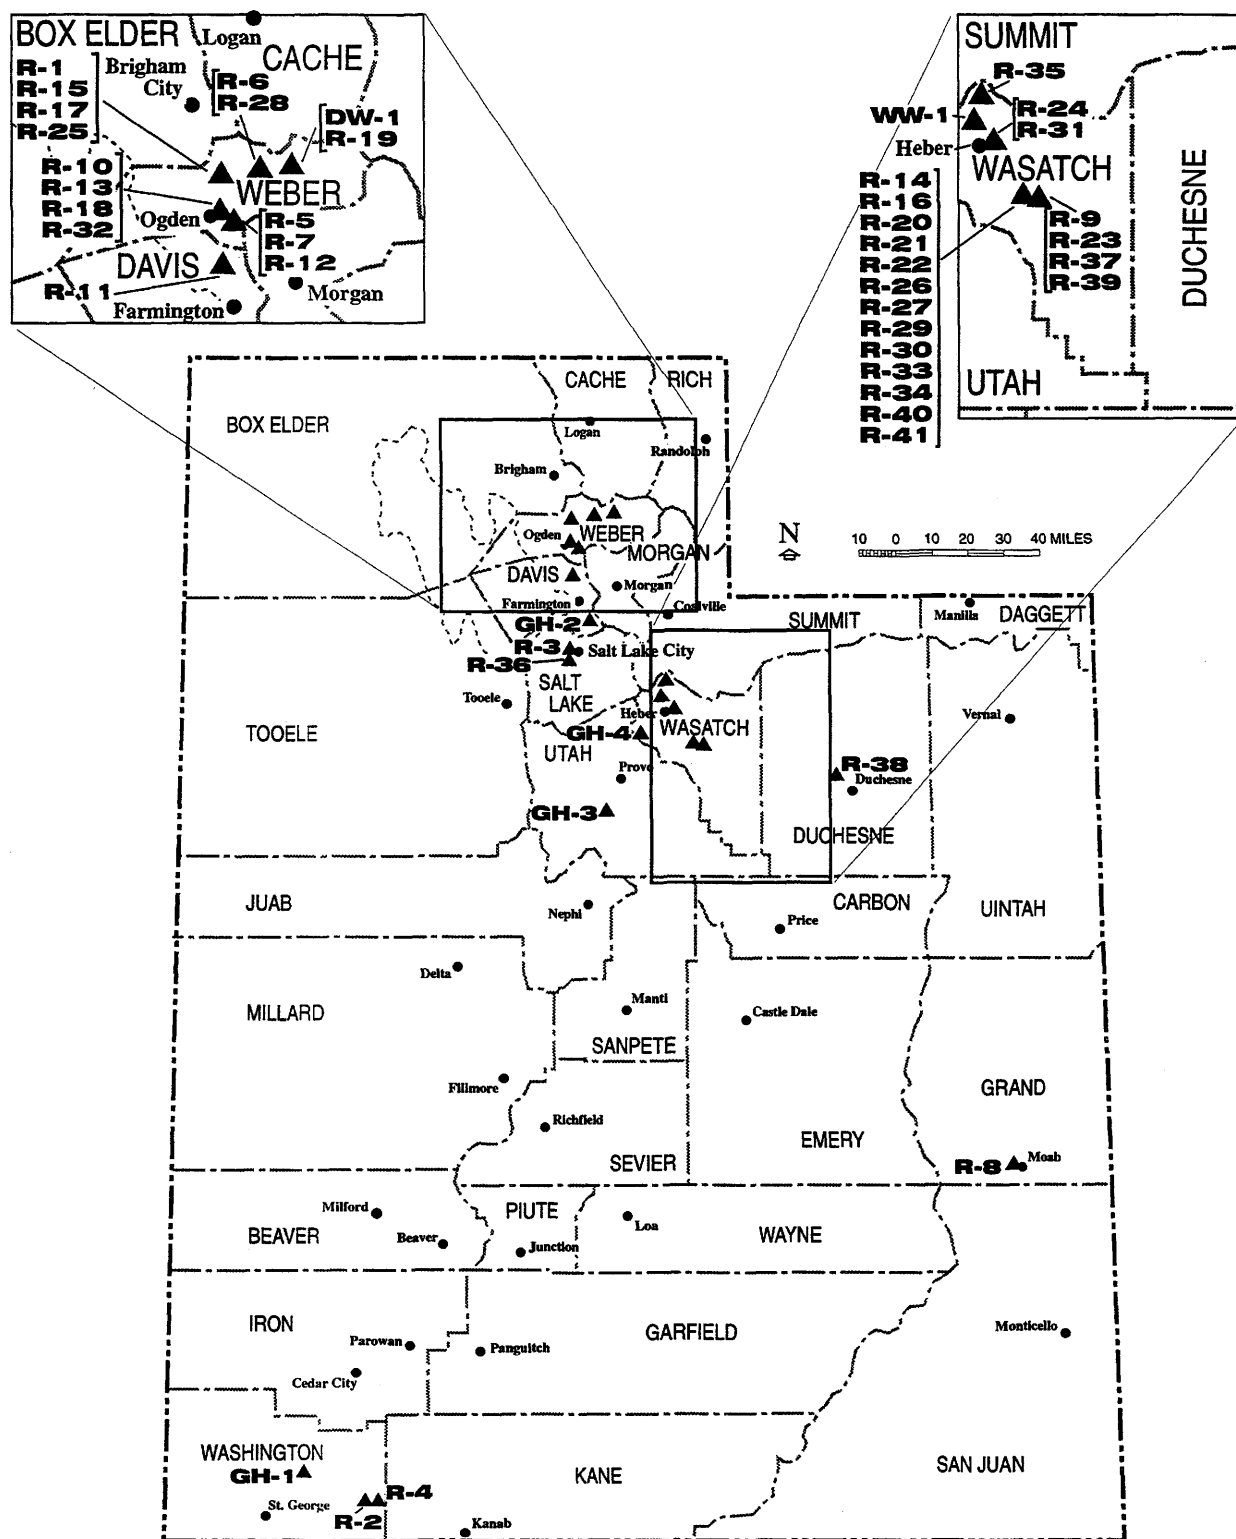 BOX ELDER
Logan
CACHE
Brigham
City
R-1
R-15
R-17
R-25
R-6
R-28
DW-1
R-19
R-10
R-13
R-18
R-32
WEBER
Ogden
R-5
R-7
R-12
DAVIS
R-11
Farmington
Morgan
SUMMIT
R-35
WW-1
R-24
R-31
Heber
WASATCH
R-14
R-16
R-20
R-21
R-22
R-26
R-27
R-29
R-30
R-33
R-34
R-40
R-41
R-9
R-23
R-37
R-39
DUCHESNE
UTAH
CACHE
RICH
BOX ELDER
Logan
Randolph
Brigham
Ogden
WEBER
MORGAN
DAVIS
Morgan
Farmington
Coalville
N
10 0 10 20 30 40 MILES
GH-2
SUMMIT
Manila
DAGGETT
R-3
Salt Lake City
R-36
SALT
LAKE
Tooele
Heber
WASATCH
Vernal
TOOELE
GH-4
UTAH
Provo
R-38
Duchesne
GH-3
DUCHESNE
JUAB
Nephi
CARBON
Price
UINTAH
Delta
MILLARD
Manti
Castle Dale
SANPETE
Fillmore
GRAND
Richfield
EMERY
SEVIER
R-8
Moab
Milford
PIUTE
Loa
BEAVER
Beaver
Junction
WAYNE
IRON
Parowan
Panguitch
GARFIELD
Monticello
Cedar City
WASHINGTON
GH-1
KANE
SAN JUAN
St. George
R-4
R-2
Kanab